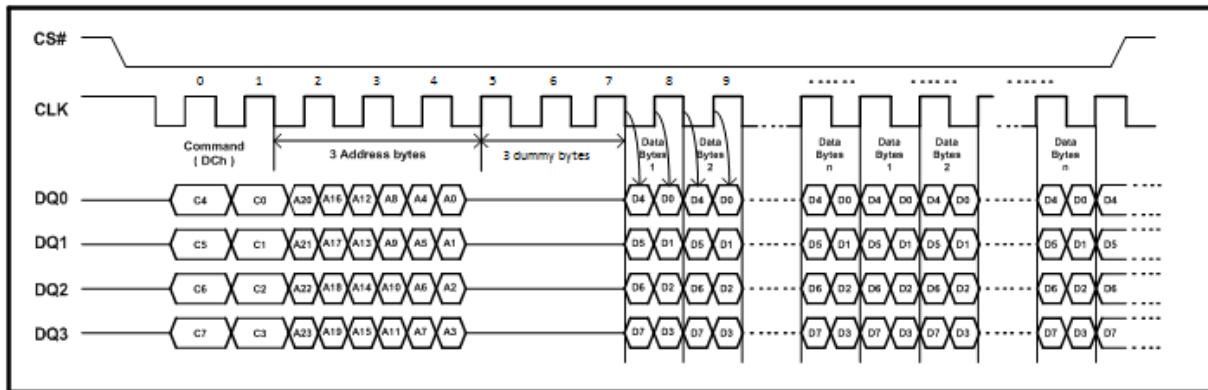 CS#
0 1 2 3 4 5 6 7 8 9
CLK
Command
( DCh )
3 Address bytes
3 dummy bytes
Data
Bytes
1
Data
Bytes
2
Data
Bytes
n
Data
Bytes
1
Data
Bytes
2
Data
Bytes
n
DQ0 C4 C0 A20 A16 A12 A8 A4 A0 D4 D0 D4 D0 D4 D0 D4 D0 D4 D0 D4 D0 D4
DQ1 C5 C1 A21 A17 A13 A9 A5 A1 D5 D1 D5 D1 D5 D1 D5 D1 D5 D1 D5 D1 D5
DQ2 C6 C2 A22 A18 A14 A10 A6 A2 D6 D2 D6 D2 D6 D2 D6 D2 D6 D2 D6 D2 D6
DQ3 C7 C3 A23 A19 A15 A11 A7 A3 D7 D3 D7 D3 D7 D3 D7 D3 D7 D3 D7 D3 D7